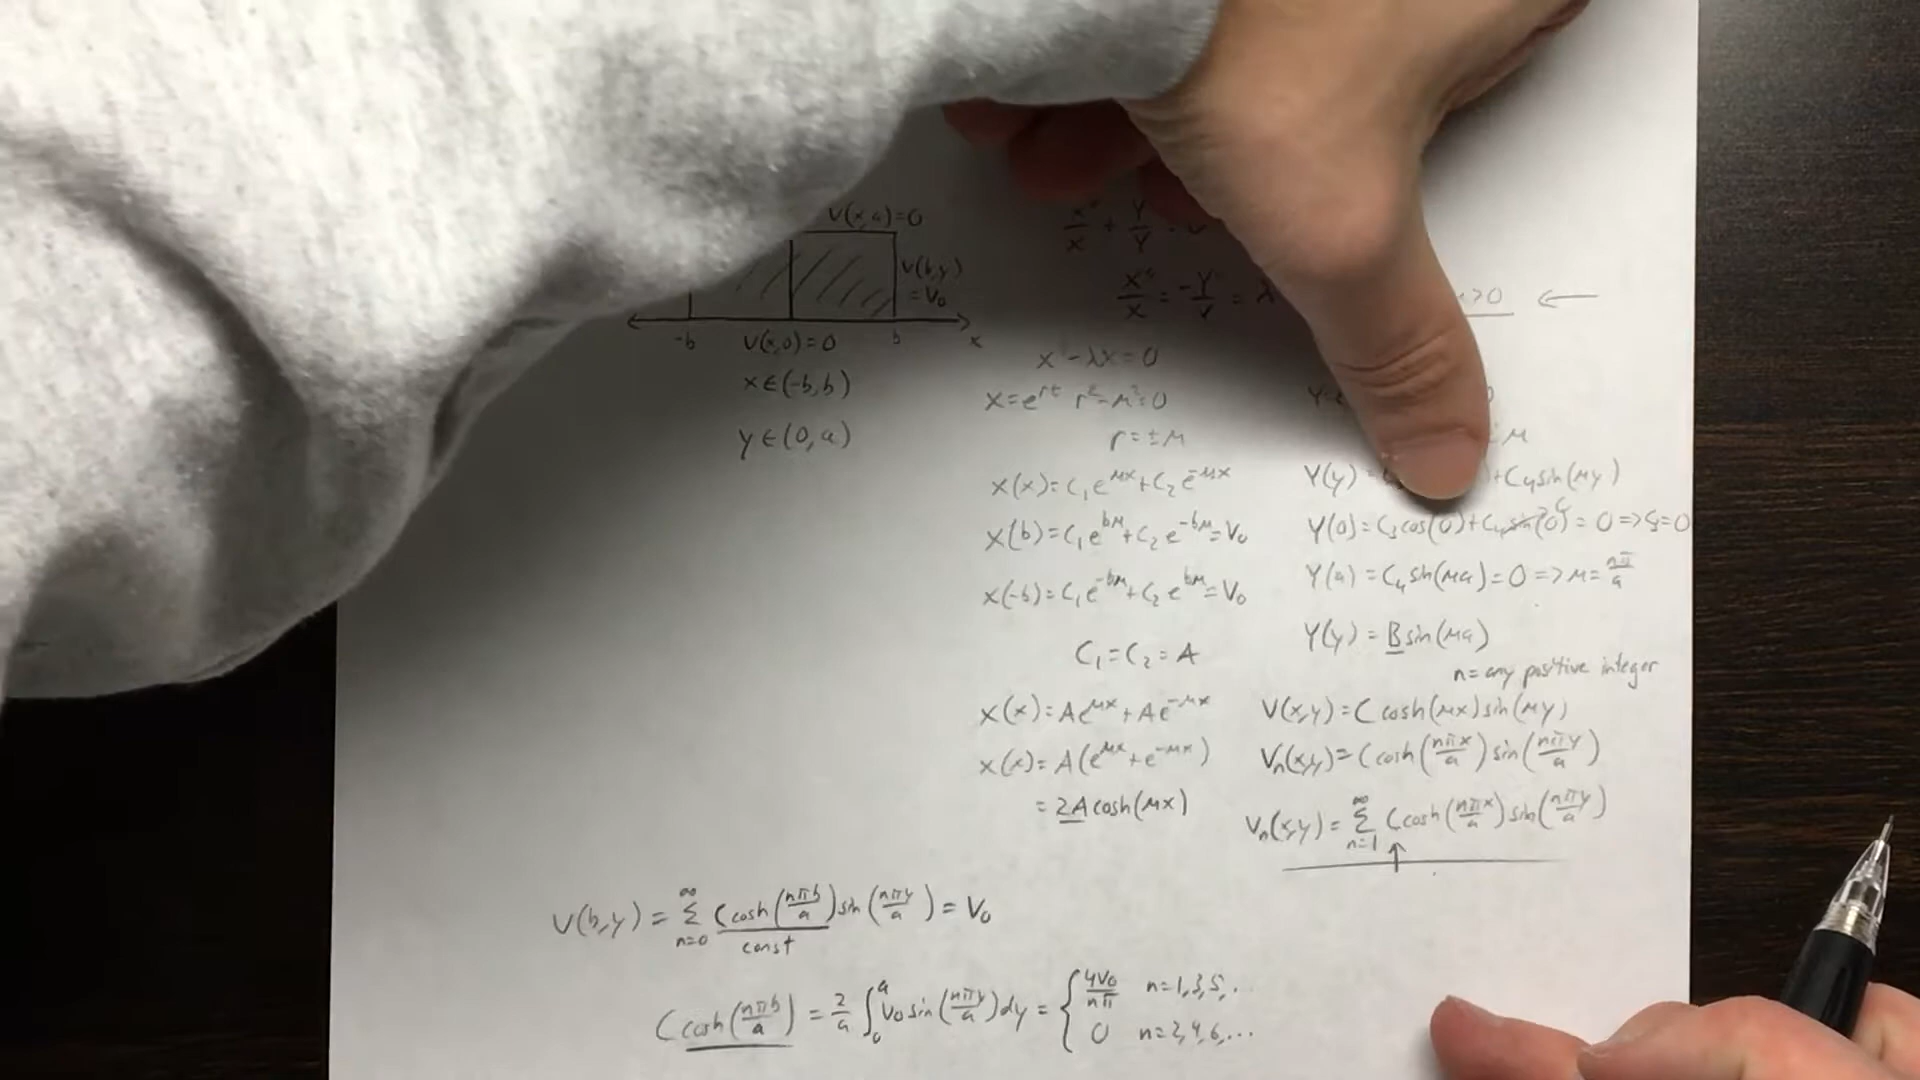 V(x,a)=0
V(b,y)
=V₀
-b
b
x
V(x,0)=0
x∈(-b,b)
y∈(0,a)
X''/X + Y''/Y
X''/X = -Y''/Y = λ
>0 ←
X''-λX=0
X=e^{rt} r²-μ²=0
r=±μ
X(x)=C₁e^{μx}+C₂e^{-μx}
X(b)=C₁e^{bμ}+C₂e^{-bμ}=V₀
X(-b)=C₁e^{-bμ}+C₂e^{bμ}=V₀
C₁=C₂=A
X(x)=Ae^{μx}+Ae^{-μx}
X(x)=A(e^{μx}+e^{-μx})
=2Acosh(μx)
Y(y)= +C₄sin(μy)
Y(0)=C₃cos(0)+C₄sin(0)=0=>C₃=0
Y(a)=C₄sin(μa)=0=>μ=nπ/a
Y(y)=Bsin(μa)
n=any positive integer
V(x,y)=Ccosh(μx)sin(μy)
Vₙ(x,y)=Ccosh(nπx/a)sin(nπy/a)
Vₙ(x,y)=∑_{n=1}^{∞} Ccosh(nπx/a)sin(nπy/a)
↑
V(b,y)=∑_{n=0}^{∞} Ccosh(nπb/a)sin(nπy/a)=V₀
const
Ccosh(nπb/a)=2/a ∫₀^a V₀sin(nπy/a)dy= { 4V₀/nπ n=1,3,5,...
0 n=2,4,6,...